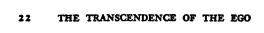 22 THE TRANSCENDENCE OF THE EGO